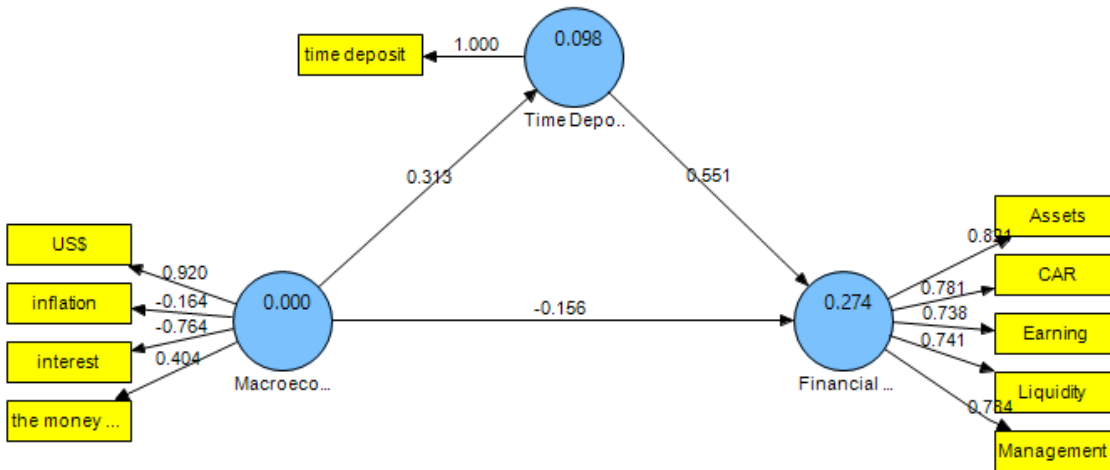 0.098
time deposit
1.000
Time Depo...
0.313
0.551
US$
0.920
inflation
-0.164
interest
-0.764
the money ...
0.404
0.000
Macroeco...
-0.156
0.274
Financial ...
Assets
0.821
CAR
0.781
Earning
0.738
Liquidity
0.741
Management